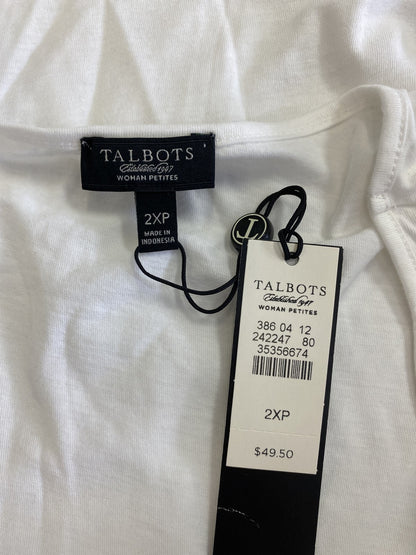 TALBOTS
Established 1947
WOMAN PETITES
2XP
MADE IN
INDONESIA
T
TALBOTS
Established 1947
WOMAN PETITES
386 04 12
242247 80
35356674
2XP
$49.50